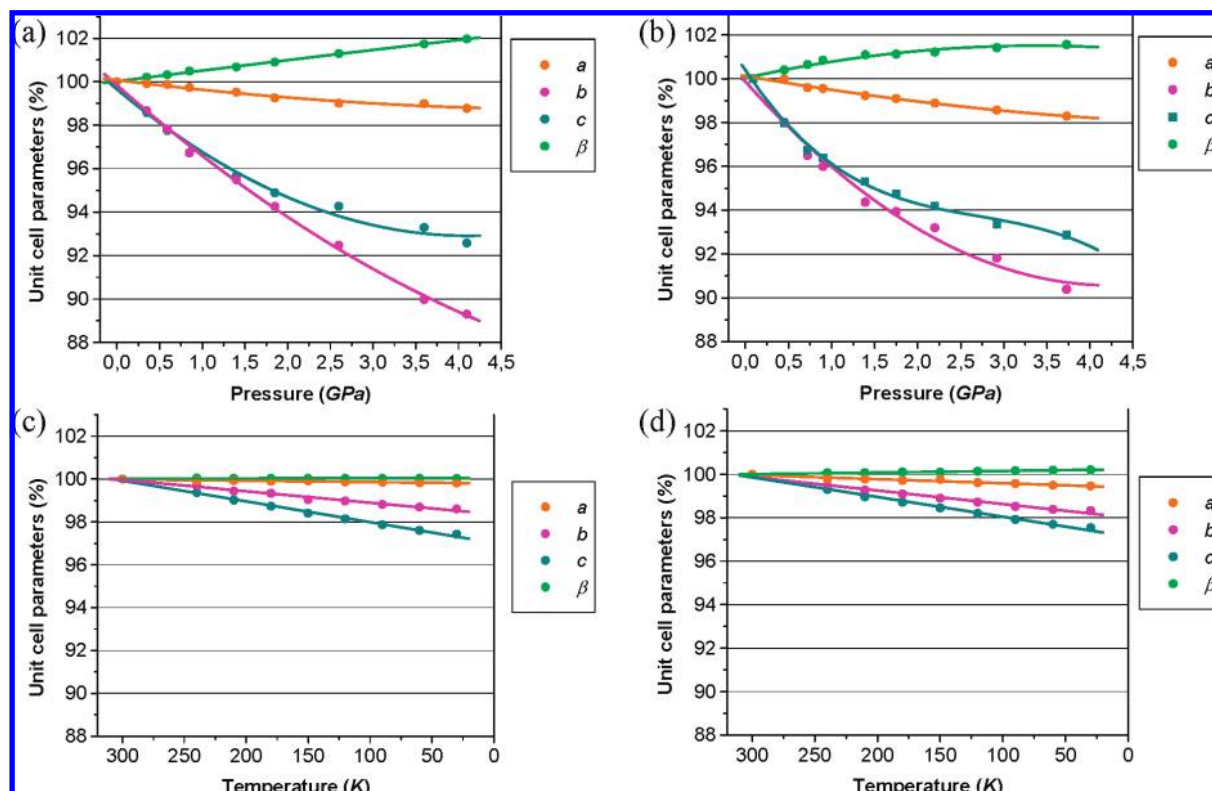 (a)
102
100
98
96
94
92
90
88
Unit cell parameters (%)
0,0 0,5 1,0 1,5 2,0 2,5 3,0 3,5 4,0 4,5
Pressure (GPa)
a
b
c
β
(b)
102
100
98
96
94
92
90
88
Unit cell parameters (%)
0,0 0,5 1,0 1,5 2,0 2,5 3,0 3,5 4,0 4,5
Pressure (GPa)
a
b
c
β
(c)
102
100
98
96
94
92
90
88
Unit cell parameters (%)
300 250 200 150 100 50 0
Temperature (K)
a
b
c
β
(d)
102
100
98
96
94
92
90
88
Unit cell parameters (%)
300 250 200 150 100 50 0
Temperature (K)
a
b
c
β